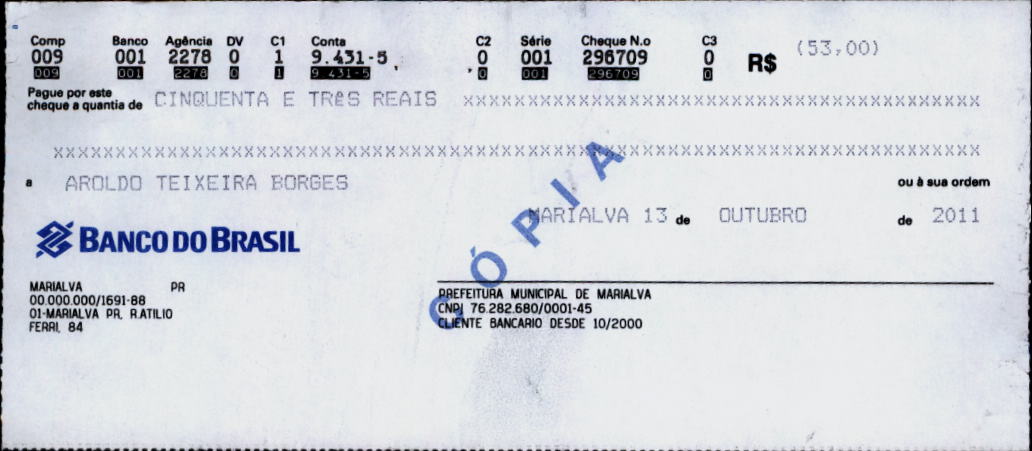 Comp Banco Agência DV C1 Conta C2 Série Cheque N.o C3
009 001 2278 0 1 9.431-5 0 001 296709 0 R$ (53,00)
009 001 2278 0 1 9 431-5 0 001 296709 0
Pague por este
cheque a quantia de CINQUENTA E TRêS REAIS xxxxxxxxxxxxxxxxxxxxxxxxxxxxxxxxxxxxxxxxxx
xxxxxxxxxxxxxxxxxxxxxxxxxxxxxxxxxxxxxxxxxxxxxxxxxxxxxxxxxxxxxxxxxxxxxxxxxxx
a AROLDO TEIXEIRA BORGES ou à sua ordem
MARIALVA 13 de OUTUBRO de 2011
CÓPIA
BANCO DO BRASIL
MARIALVA PR
00.000.000/1691-88
01-MARIALVA PR, R.ATILIO
FERRI, 84
PREFEITURA MUNICIPAL DE MARIALVA
CNPJ 76.282.680/0001-45
CLIENTE BANCARIO DESDE 10/2000